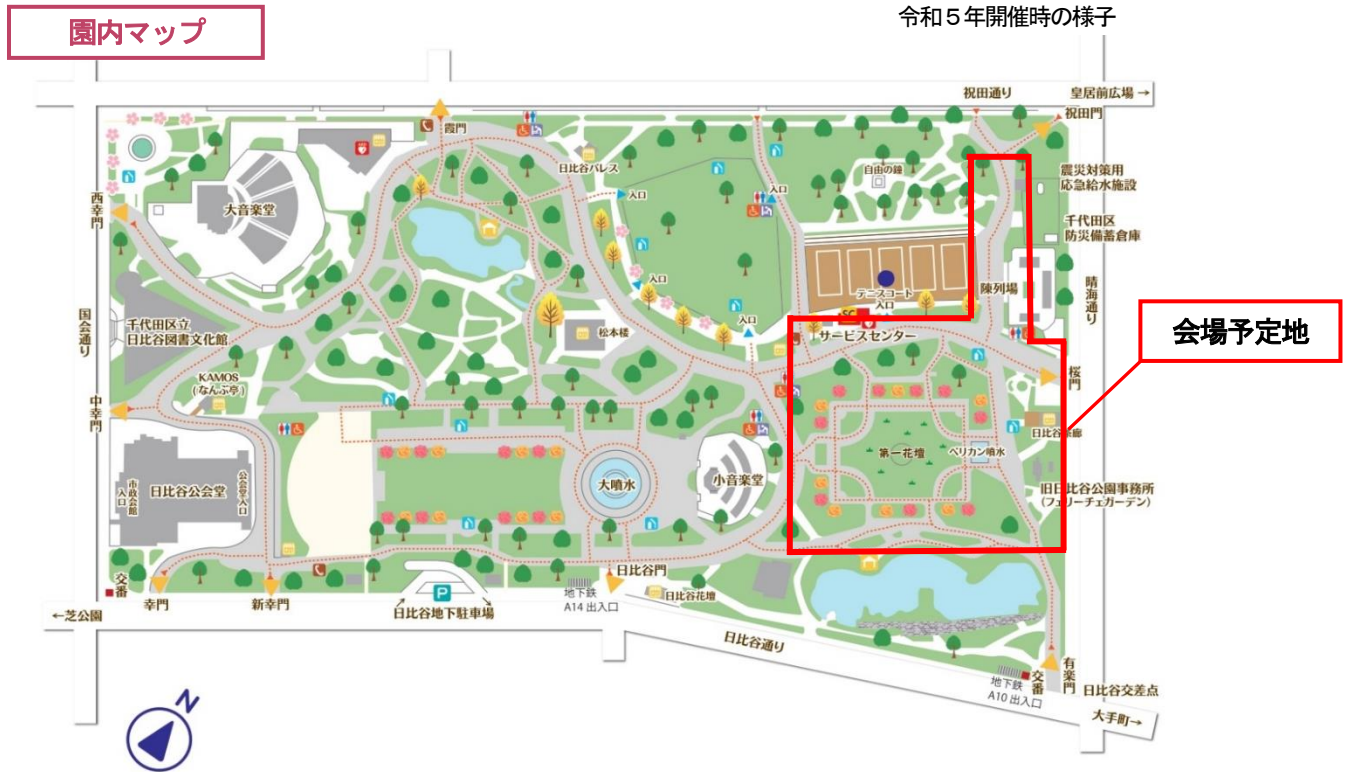 令和５年開催時の様子
園内マップ
祝田通り
皇居前広場 →
祝田門
霞門
震災対策用
応急給水施設
日比谷パレス
自由の鐘
入口
入口
西幸門
大音楽堂
千代田区
防災備蓄倉庫
入口
テニスコート
入口
陳列場
晴海通り
国会通り
千代田区立
日比谷図書文化館
松本楼
入口
SC
サービスセンター
会場予定地
桜門
KAMOS
(なんぶ亭)
中幸門
日比谷茶廊
第一花壇
ペリカン噴水
市政会館
入口
日比谷公会堂
公会堂入口
大噴水
小音楽堂
旧日比谷公園事務所
(フェリーチェガーデン)
交番
幸門
新幸門
P
日比谷地下駐車場
地下鉄
A14 出入口
日比谷門
日比谷花壇
←芝公園
日比谷通り
地下鉄
A10 出入口
交番
有楽門
日比谷交差点
大手町→
N